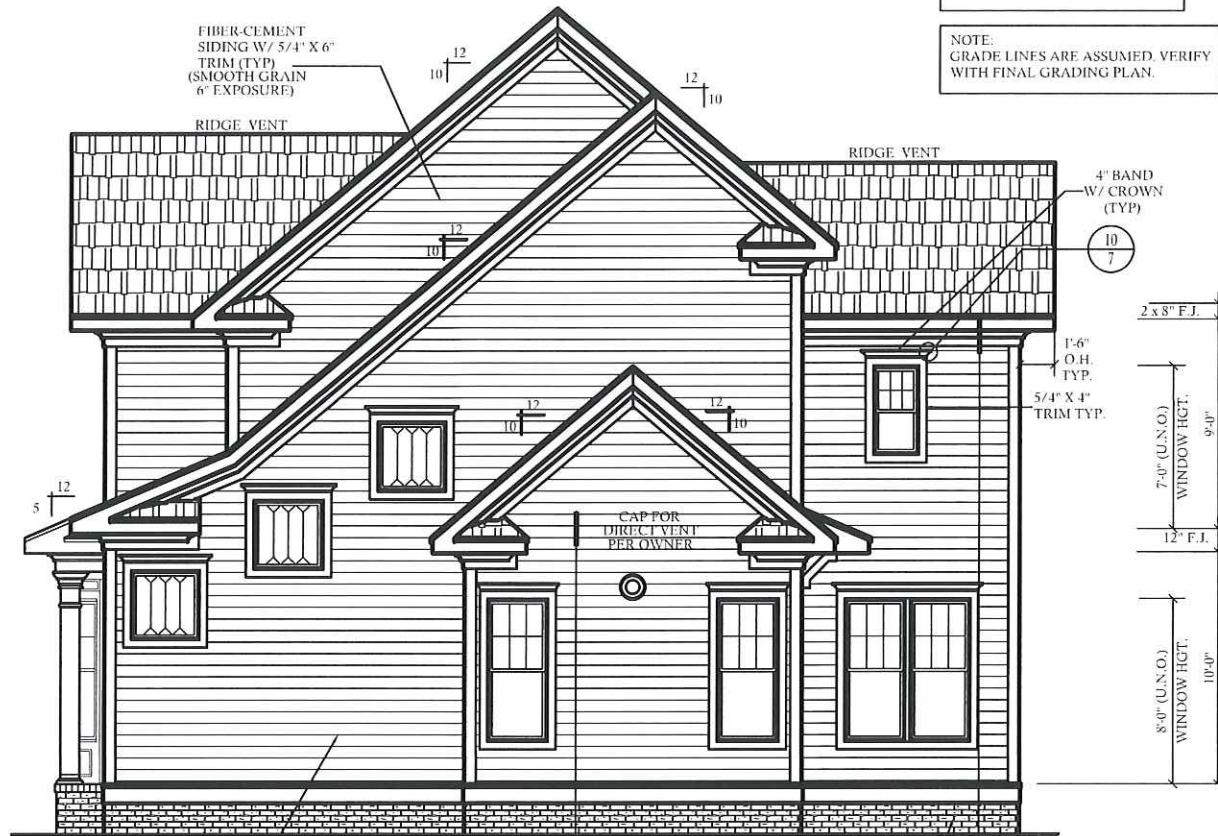 FIBER-CEMENT
SIDING W/ 5/4" X 6"
TRIM (TYP)
(SMOOTH GRAIN
6" EXPOSURE)
NOTE:
GRADE LINES ARE ASSUMED. VERIFY
WITH FINAL GRADING PLAN.
12
10
12
10
RIDGE VENT
RIDGE VENT
4" BAND
W/ CROWN
(TYP)
10
7
12
10
2 x 8" F.J.
1'-6"
O.H.
TYP.
5/4" X 4"
TRIM TYP.
7'-0" (U.N.O.)
WINDOW HGT.
9'-0"
12
10
12
10
12
5
CAP FOR
DIRECT VENT
PER OWNER
12" F.J.
8'-0" (U.N.O.)
WINDOW HGT.
10'-0"